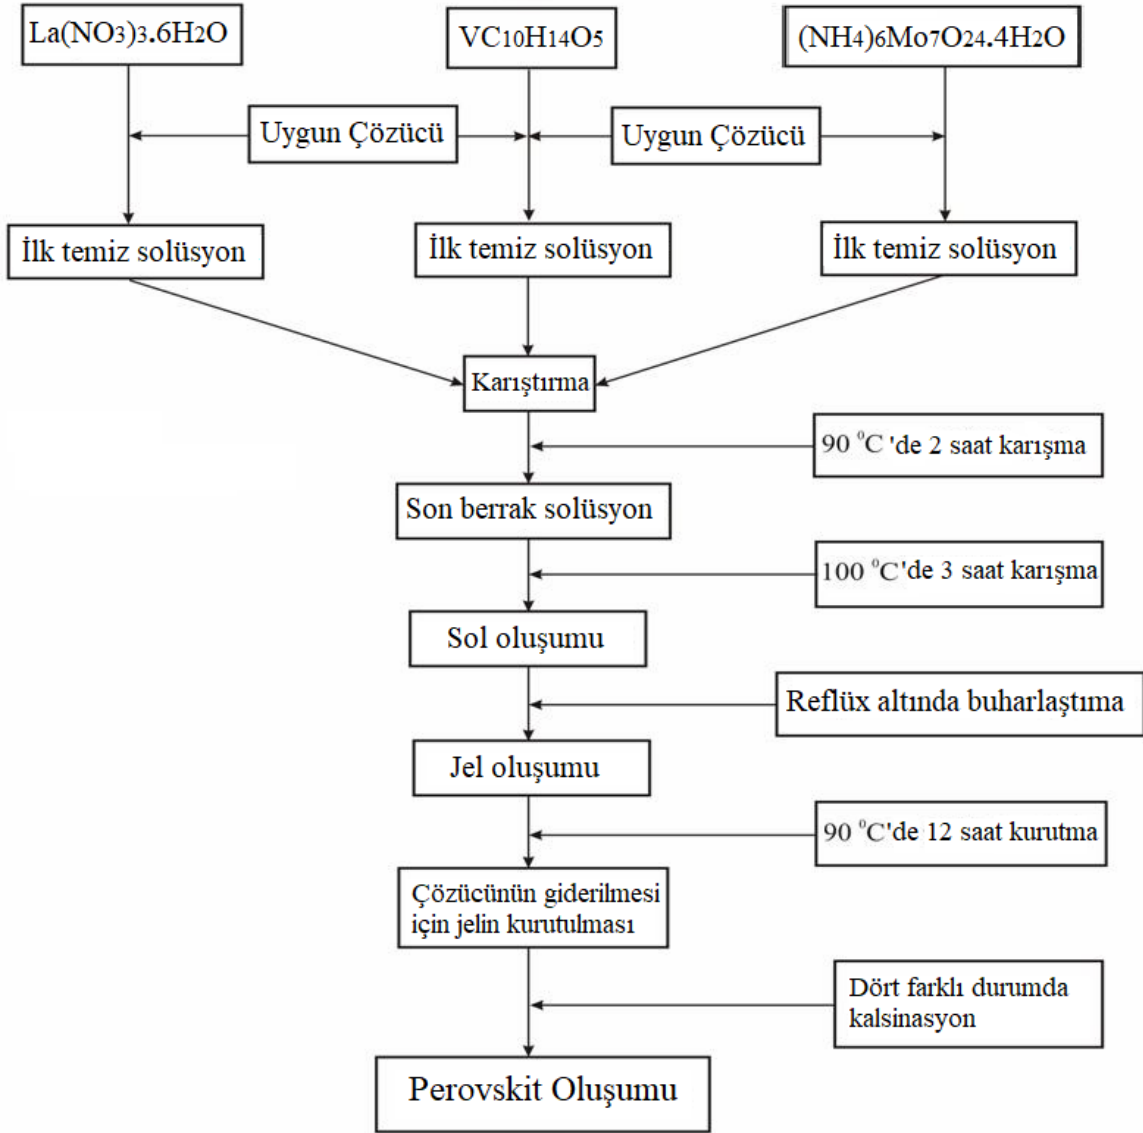 La(NO3)3.6H2O
VC10H14O5
(NH4)6Mo7O24.4H2O
Uygun Çözücü
Uygun Çözücü
İlk temiz solüsyon
İlk temiz solüsyon
İlk temiz solüsyon
Karıştırma
90 °C 'de 2 saat karışma
Son berrak solüsyon
100 °C'de 3 saat karışma
Sol oluşumu
Reflüx altında buharlaştıma
Jel oluşumu
90 °C'de 12 saat kurutma
Çözücünün giderilmesi
için jelin kurutulması
Dört farklı durumda
kalsinasyon
Perovskit Oluşumu